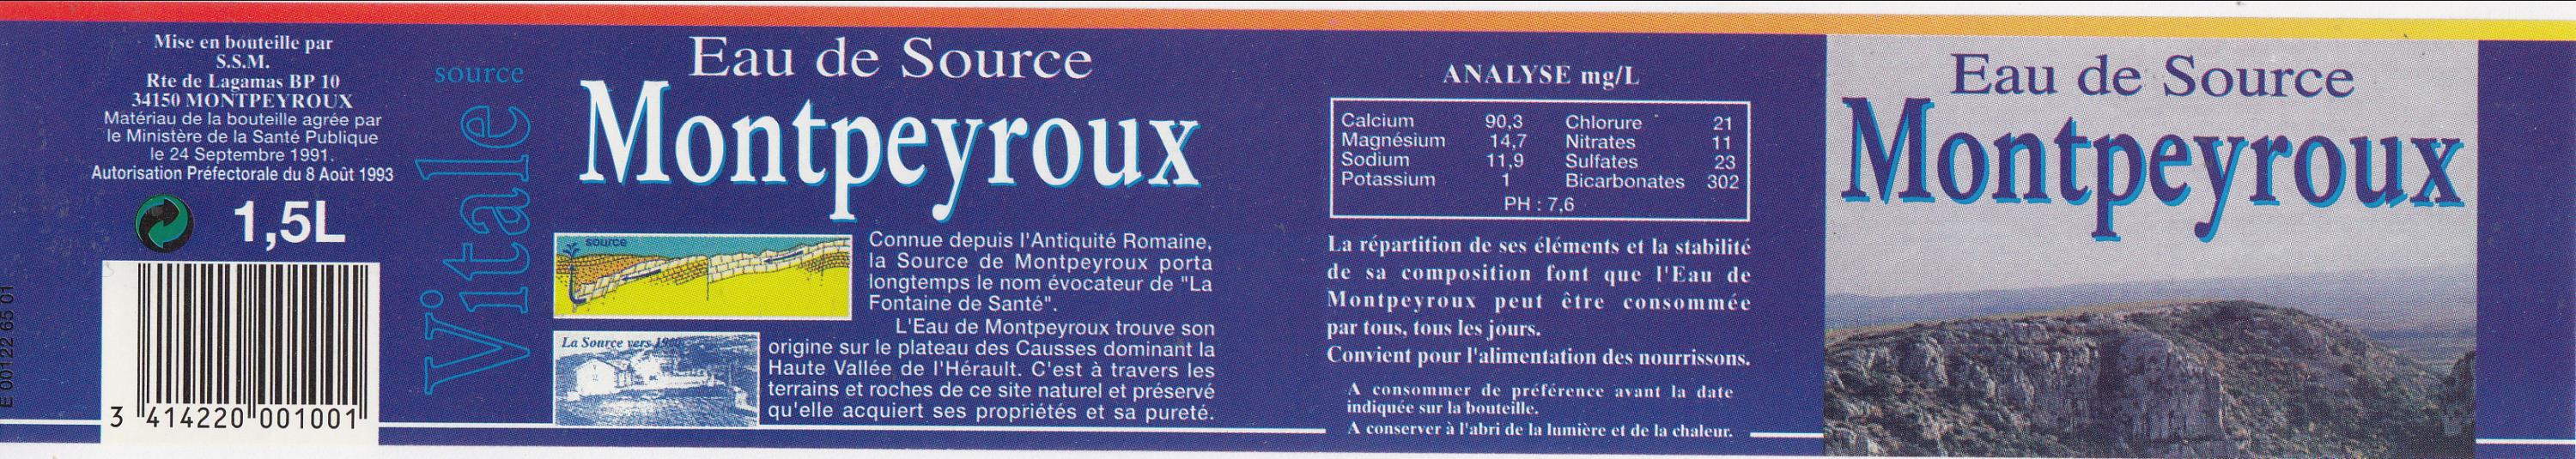 Mise en bouteille par
S.S.M.
Rte de Lagamas BP 10
34150 MONTPEYROUX
Matériau de la bouteille agrée par
le Ministère de la Santé Publique
le 24 Septembre 1991.
Autorisation Préfectorale du 8 Août 1993
1,5L
3 414220 001001
E 00122 65 01
source
Vitale
Eau de Source
Montpeyroux
source
Connue depuis l'Antiquité Romaine,
la Source de Montpeyroux porta
longtemps le nom évocateur de "La
Fontaine de Santé".
La Source vers
L'Eau de Montpeyroux trouve son
origine sur le plateau des Causses dominant la
Haute Vallée de l'Hérault. C'est à travers les
terrains et roches de ce site naturel et préservé
qu'elle acquiert ses propriétés et sa pureté.
ANALYSE mg/L
Calcium 90,3 Chlorure 21
Magnésium 14,7 Nitrates 11
Sodium 11,9 Sulfates 23
Potassium 1 Bicarbonates 302
PH : 7,6
La répartition de ses éléments et la stabilité
de sa composition font que l'Eau de
Montpeyroux peut être consommée
par tous, tous les jours.
Convient pour l'alimentation des nourrissons.
A consommer de préférence avant la date
indiquée sur la bouteille.
A conserver à l'abri de la lumière et de la chaleur.
Eau de Source
Montpeyroux